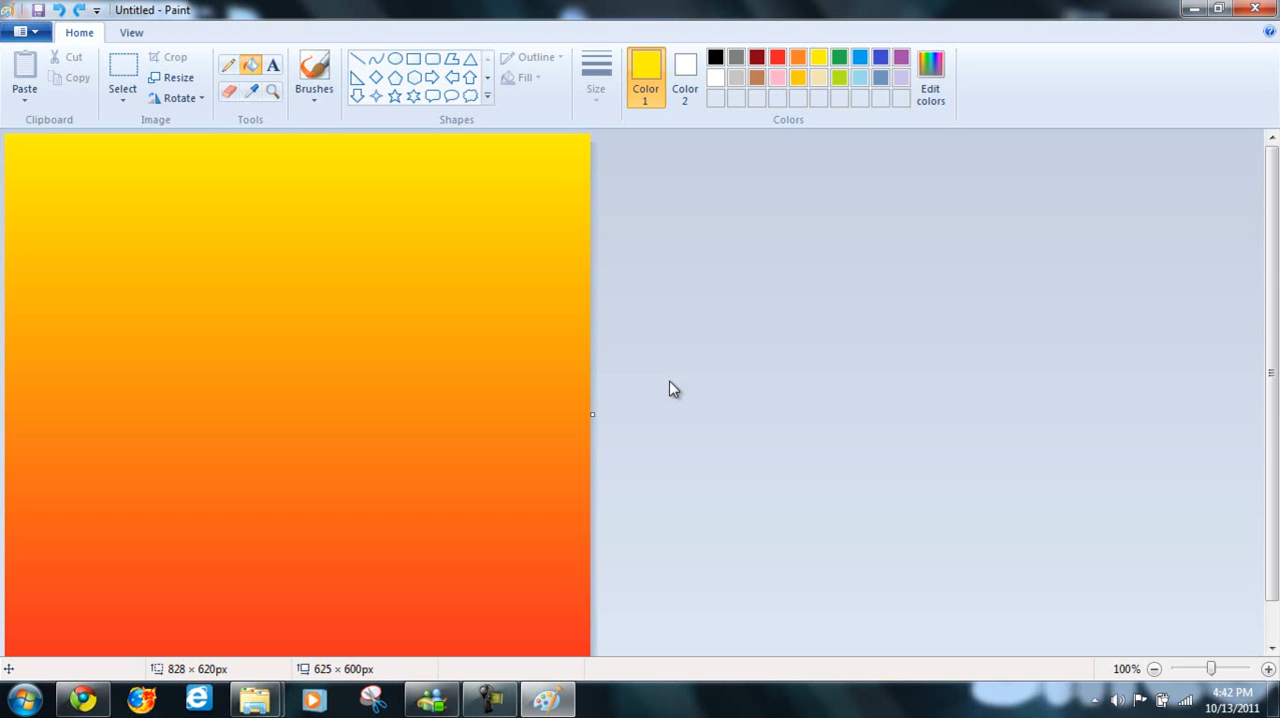 Untitled - Paint
Home View
Paste Cut Copy
Select Crop Resize Rotate
A
Brushes
Outline Fill
Size
Color 1 Color 2
Edit colors
Clipboard Image Tools Shapes Colors
828 × 620px 625 × 600px 100%
4:42 PM
10/13/2011